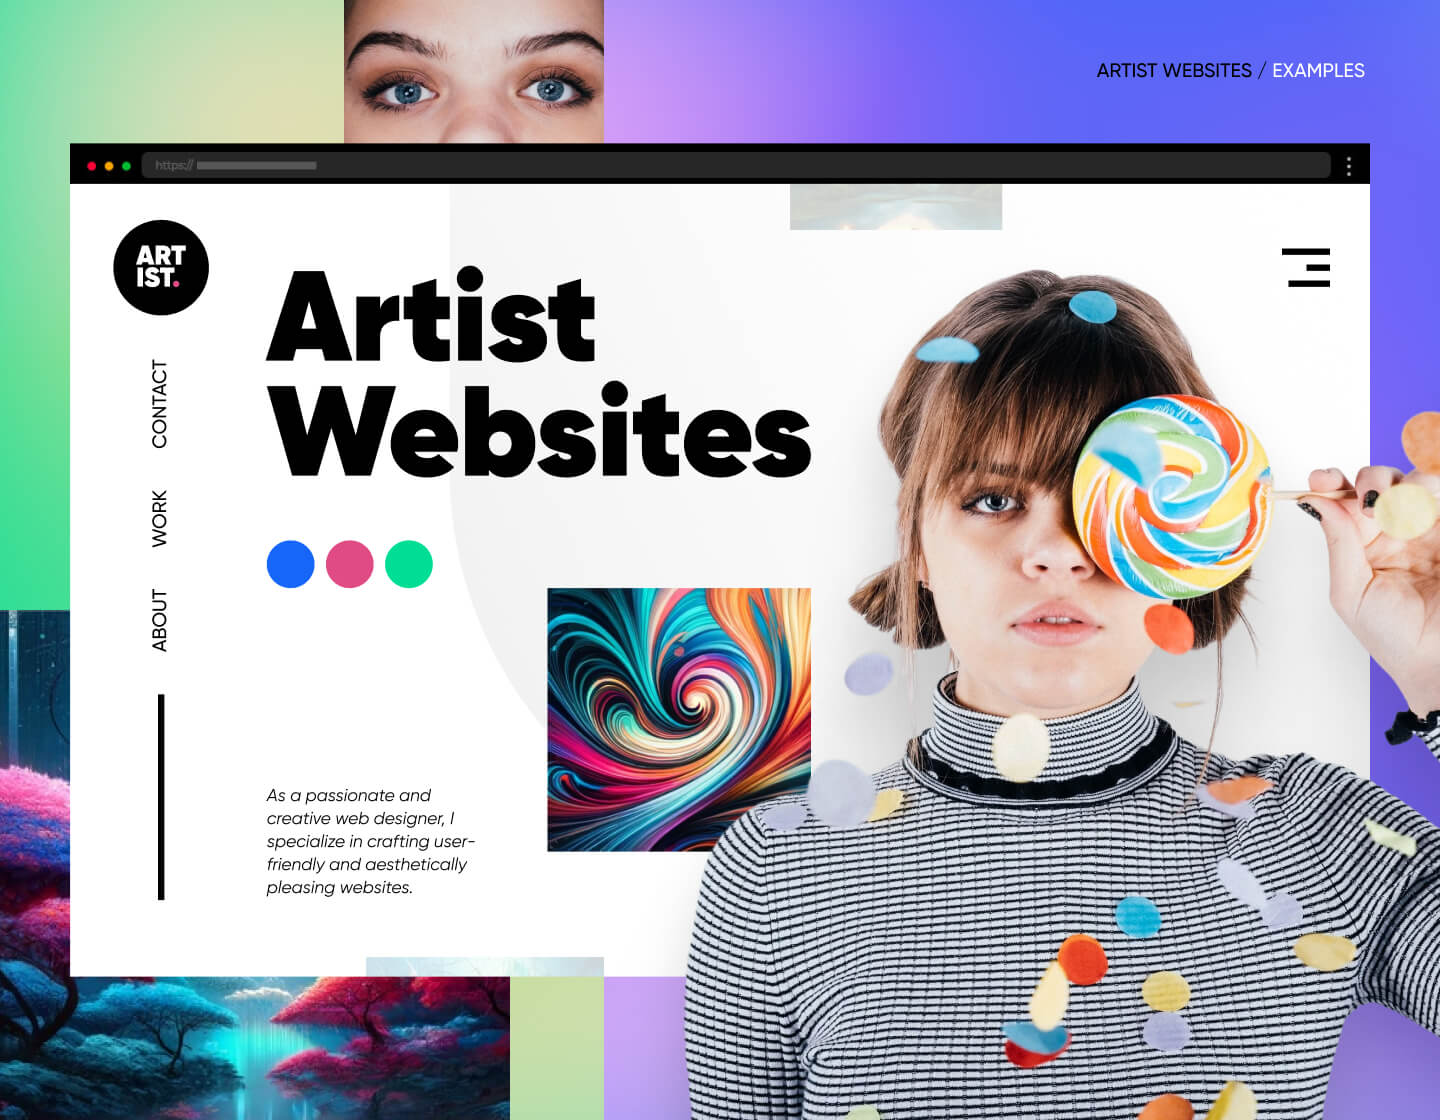 ARTIST WEBSITES / EXAMPLES
https://
ART
IST.
Artist
Websites
CONTACT
WORK
ABOUT
As a passionate and
creative web designer, I
specialize in crafting user-
friendly and aesthetically
pleasing websites.